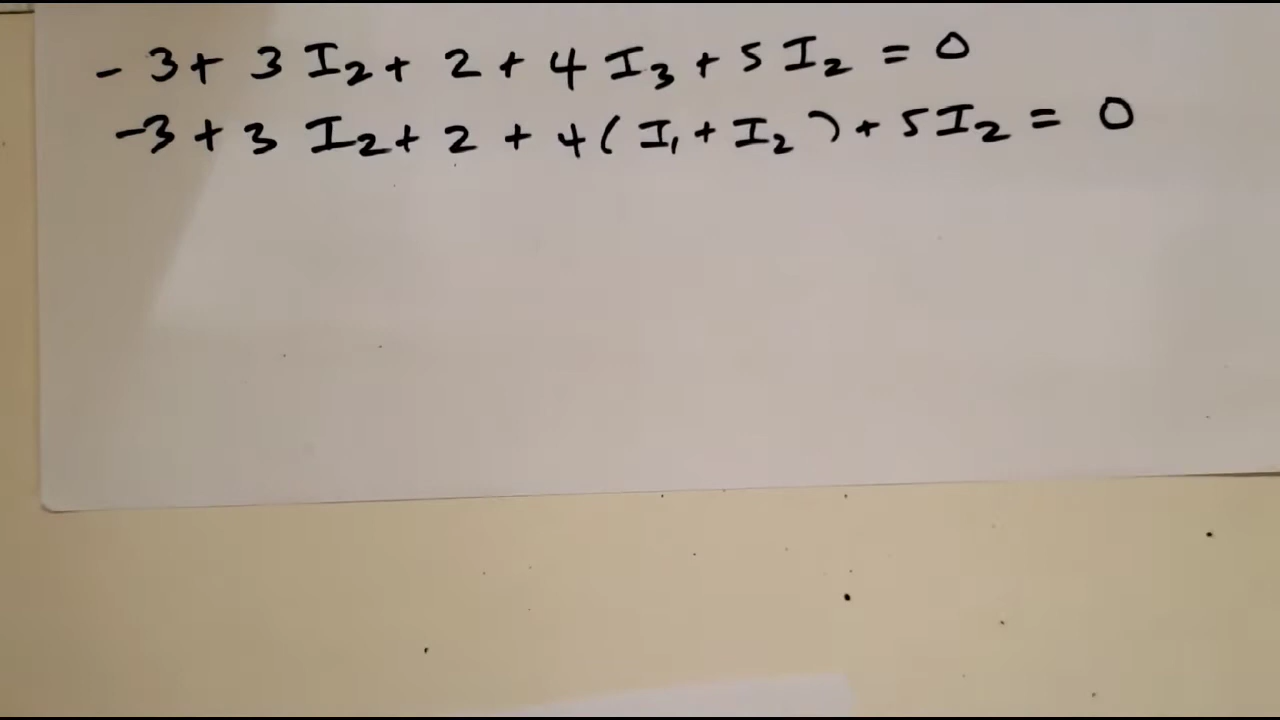 - 3 + 3 I₂ + 2 + 4 I₃ + 5 I₂ = 0
-3 + 3 I₂ + 2 + 4 ( I₁ + I₂ ) + 5 I₂ = 0